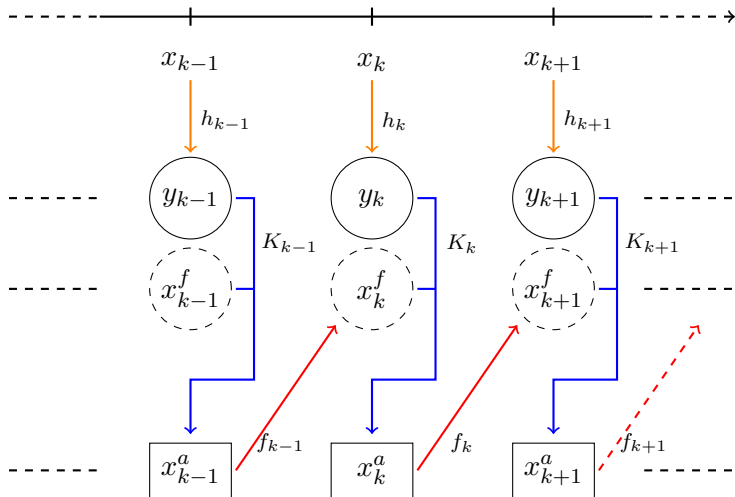 x_{k-1} x_k x_{k+1}
h_{k-1} h_k h_{k+1}
y_{k-1} y_k y_{k+1}
K_{k-1} K_k K_{k+1}
x^f_{k-1} x^f_k x^f_{k+1}
f_{k-1} f_k f_{k+1}
x^a_{k-1} x^a_k x^a_{k+1}